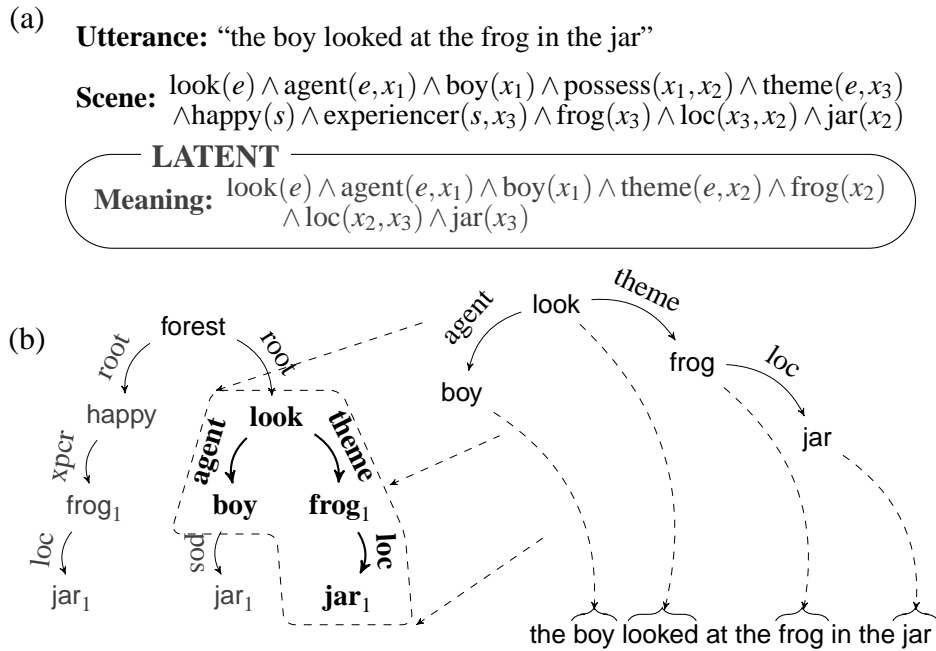 (a)
Utterance: “the boy looked at the frog in the jar”
Scene: look(e) ∧ agent(e,x₁) ∧ boy(x₁) ∧ possess(x₁,x₂) ∧ theme(e,x₃)
∧happy(s) ∧ experiencer(s,x₃) ∧ frog(x₃) ∧ loc(x₃,x₂) ∧ jar(x₂)
LATENT
Meaning: look(e) ∧ agent(e,x₁) ∧ boy(x₁) ∧ theme(e,x₂) ∧ frog(x₂)
∧ loc(x₂,x₃) ∧ jar(x₃)
(b)
forest
root
root
happy
look
xpcr
agent
theme
frog₁
boy
frog₁
loc
pos
loc
jar₁
jar₁
jar₁
agent
look
theme
boy
frog
loc
jar
the boy looked at the frog in the jar